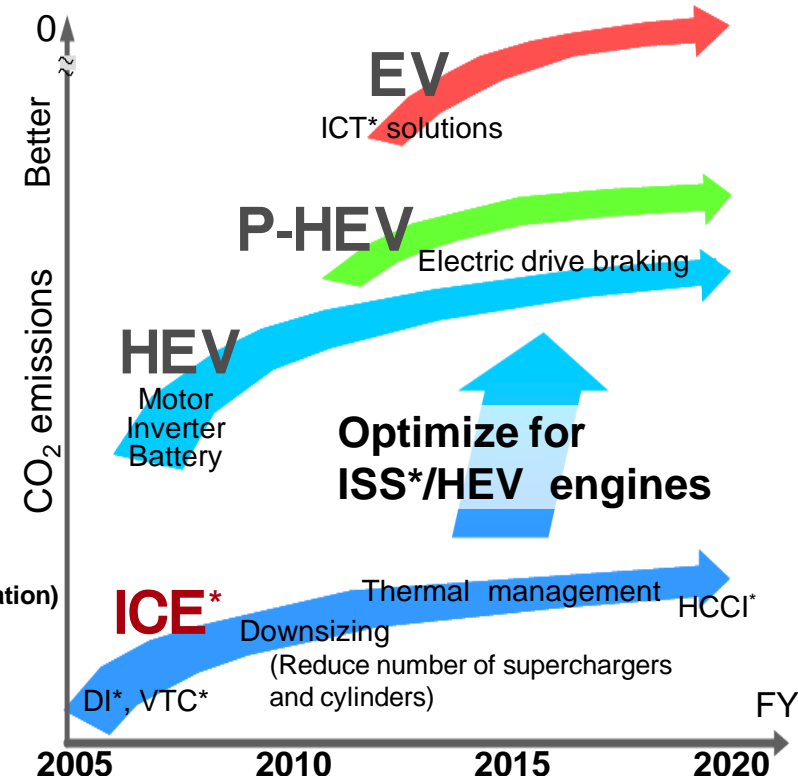 0
Better
CO2 emissions
EV
ICT* solutions
P-HEV
Electric drive braking
HEV
Motor
Inverter
Battery
Optimize for
ISS*/HEV engines
ation)
ICE*
Thermal management
HCCI*
Downsizing
(Reduce number of superchargers
and cylinders)
DI*, VTC*
FY
2005 2010 2015 2020